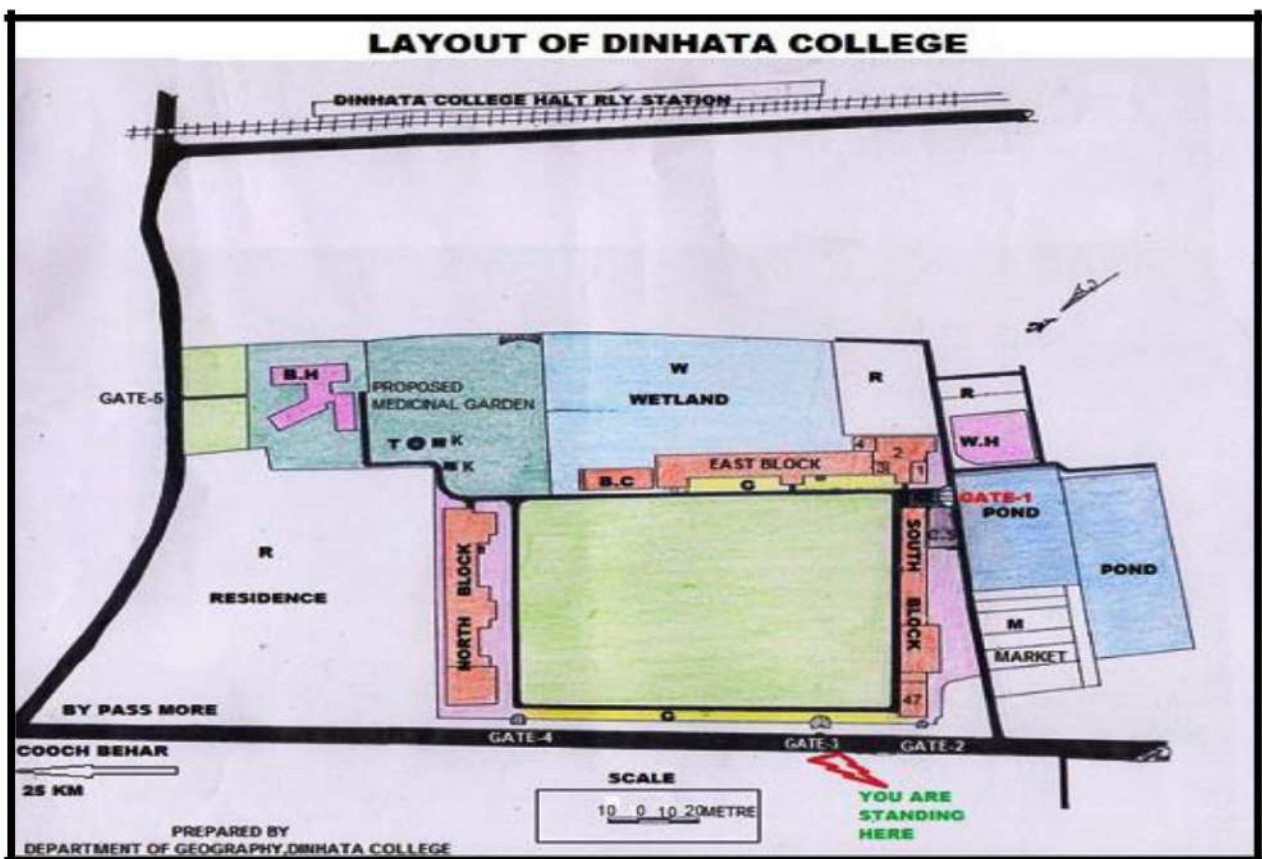 LAYOUT OF DINHATA COLLEGE
DINHATA COLLEGE HALT RLY STATION
B.H
PROPOSED
MEDICINAL GARDEN
W
WETLAND
R
R
GATE-5
W.H
T K
K
EAST BLOCK
4
2
3
1
B.C
G
GATE-1
POND
C.S
POND
R
RESIDENCE
NORTH BLOCK
SOUTH BLOCK
M
MARKET
47
BY PASS MORE
G
GATE-4
GATE-3
GATE-2
COOCH BEHAR
25 KM
SCALE
10 0 10 20 METRE
YOU ARE
STANDING
HERE
PREPARED BY
DEPARTMENT OF GEOGRAPHY,DINHATA COLLEGE